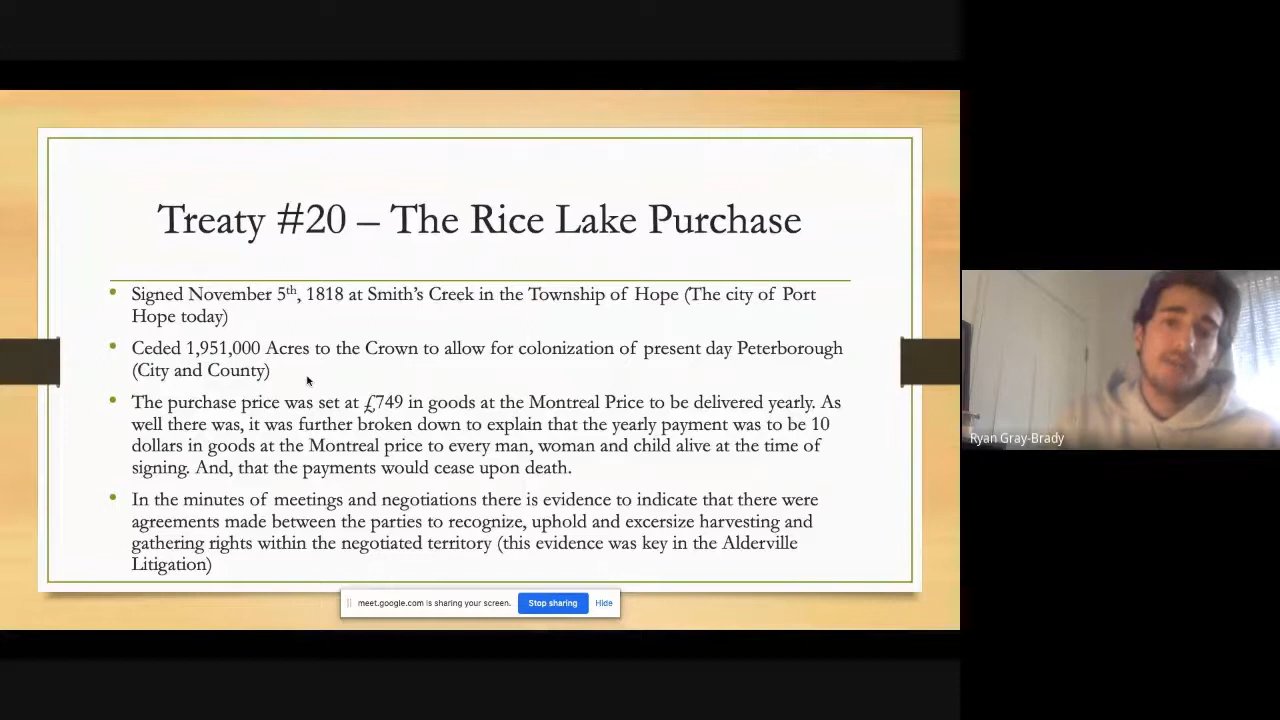 Treaty #20 – The Rice Lake Purchase
• Signed November 5th, 1818 at Smith's Creek in the Township of Hope (The city of Port
Hope today)
• Ceded 1,951,000 Acres to the Crown to allow for colonization of present day Peterborough
(City and County)
• The purchase price was set at £749 in goods at the Montreal Price to be delivered yearly. As
well there was, it was further broken down to explain that the yearly payment was to be 10
dollars in goods at the Montreal price to every man, woman and child alive at the time of
signing. And, that the payments would cease upon death.
• In the minutes of meetings and negotiations there is evidence to indicate that there were
agreements made between the parties to recognize, uphold and excersize harvesting and
gathering rights within the negotiated territory (this evidence was key in the Alderville
Litigation)
meet.google.com is sharing your screen. Stop sharing Hide
Ryan Gray-Brady